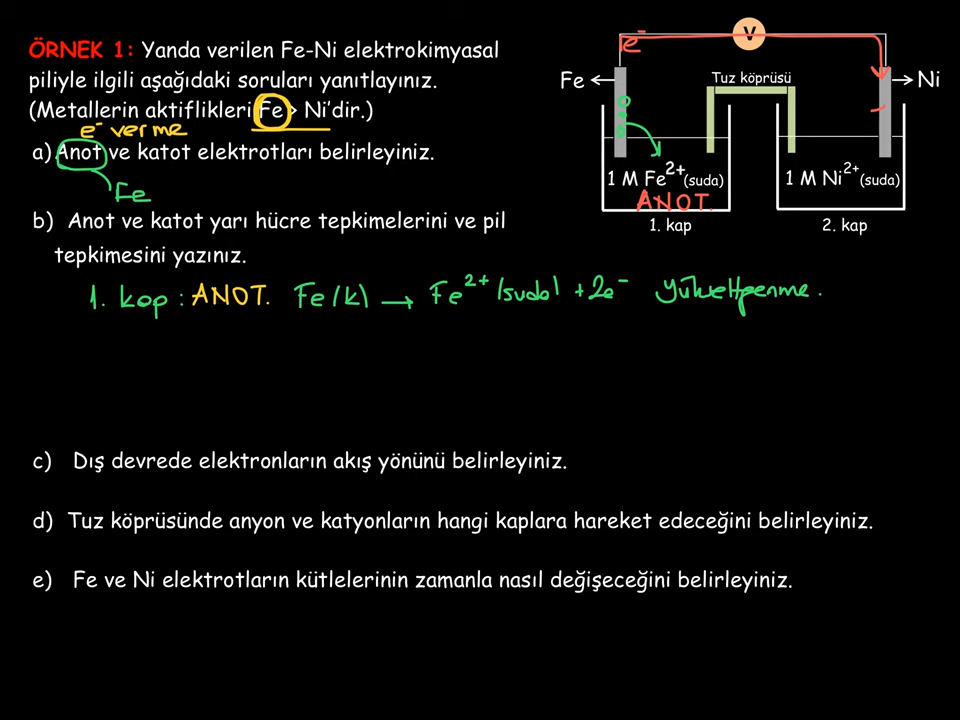 ÖRNEK 1: Yanda verilen Fe-Ni elektrokimyasal
piliyle ilgili aşağıdaki soruları yanıtlayınız.
(Metallerin aktiflikleri Fe > Ni'dir.)
e⁻ verme
a) Anot ve katot elektrotları belirleyiniz.
Fe
b) Anot ve katot yarı hücre tepkimelerini ve pil
tepkimesini yazınız.
1. kap : ANOT. Fe(k) → Fe²⁺(suda) + 2e⁻
c) Dış devrede elektronların akış yönünü belirleyiniz.
d) Tuz köprüsünde anyon ve katyonların hangi kaplara hareket edeceğini belirleyiniz.
e) Fe ve Ni elektrotların kütlelerinin zamanla nasıl değişeceğini belirleyiniz.
V
e⁻
Fe
Tuz köprüsü
Ni
1 M Fe²⁺(suda)
1 M Ni²⁺(suda)
ANOT.
1. kap
2. kap